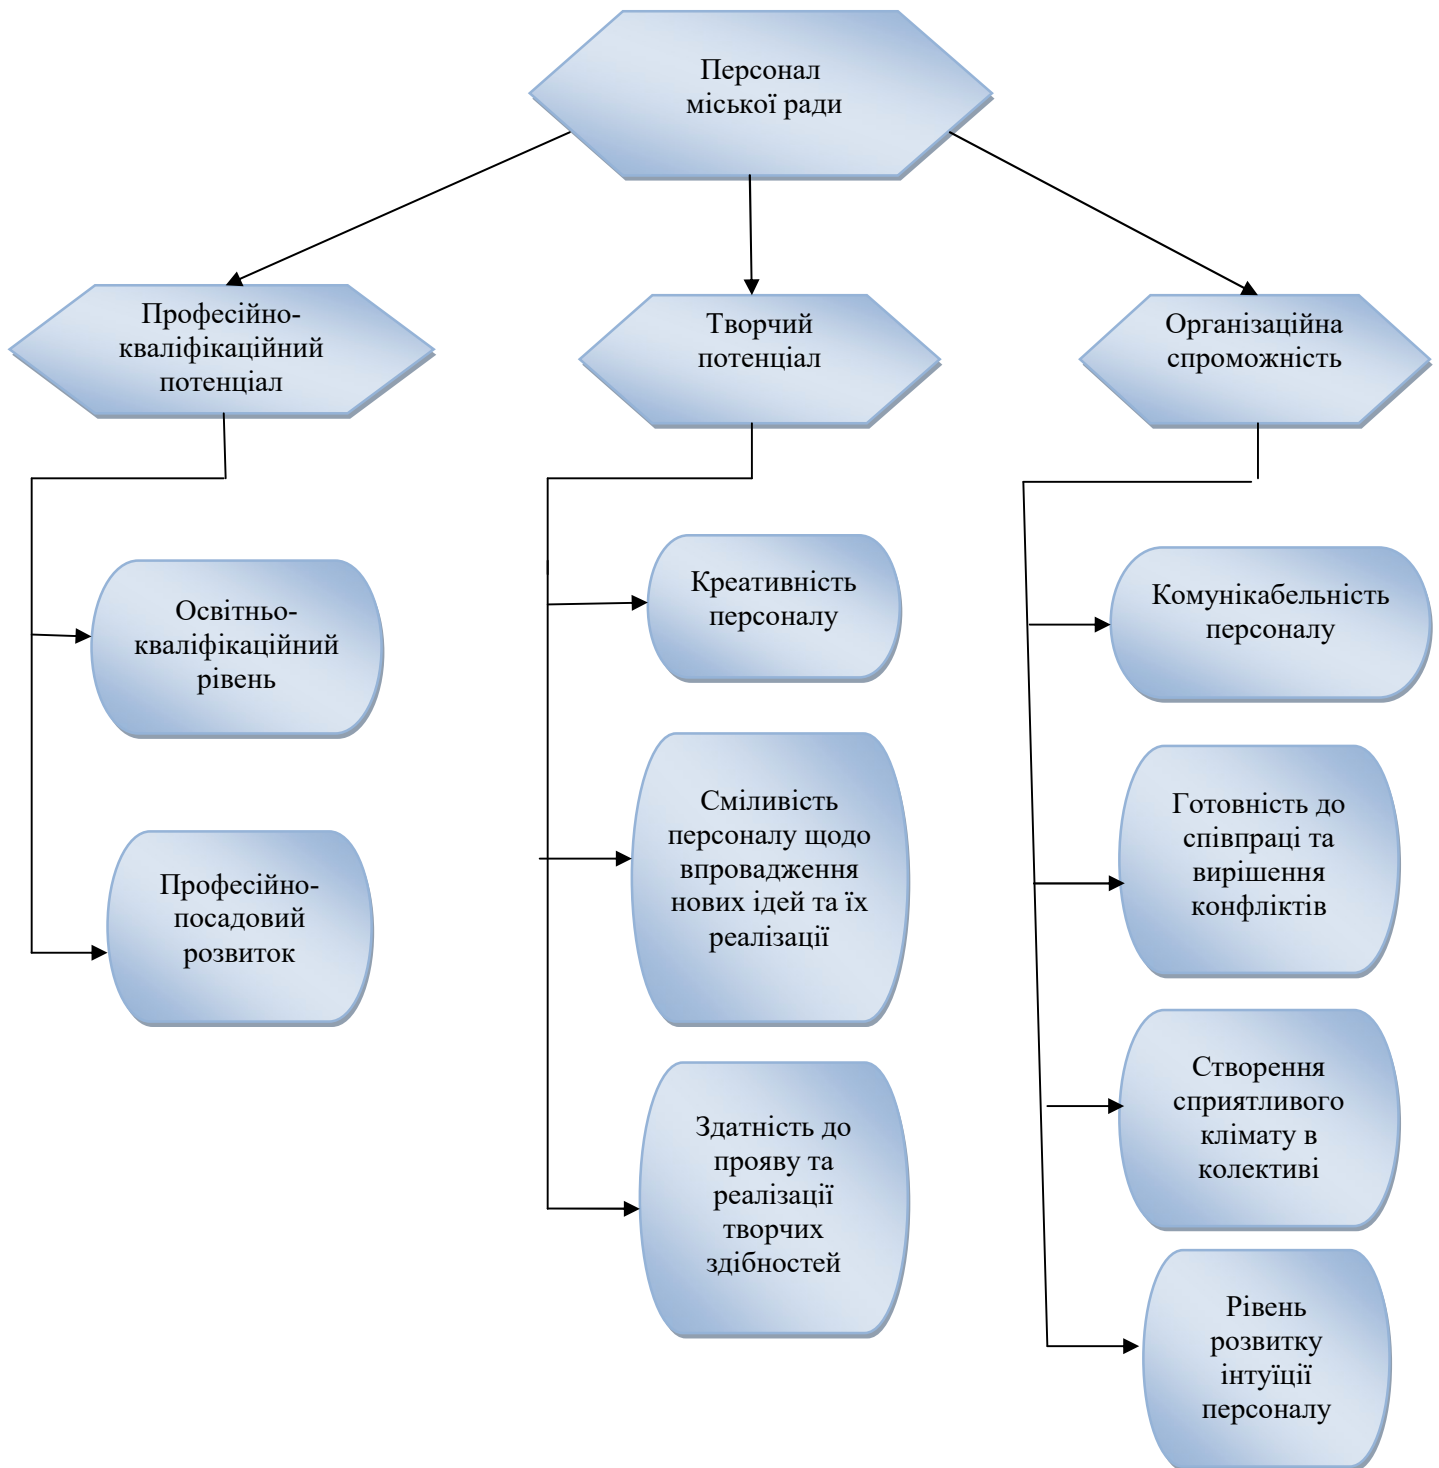 Персонал
міської ради
Професійно-
кваліфікаційний
потенціал
Творчий
потенціал
Організаційна
спроможність
Освітньо-
кваліфікаційний
рівень
Професійно-
посадовий
розвиток
Креативність
персоналу
Сміливість
персоналу щодо
впровадження
нових ідей та їх
реалізації
Здатність до
прояву та
реалізації
творчих
здібностей
Комунікабельність
персоналу
Готовність до
співпраці та
вирішення
конфліктів
Створення
сприятливого
клімату в
колективі
Рівень
розвитку
інтуїції
персоналу